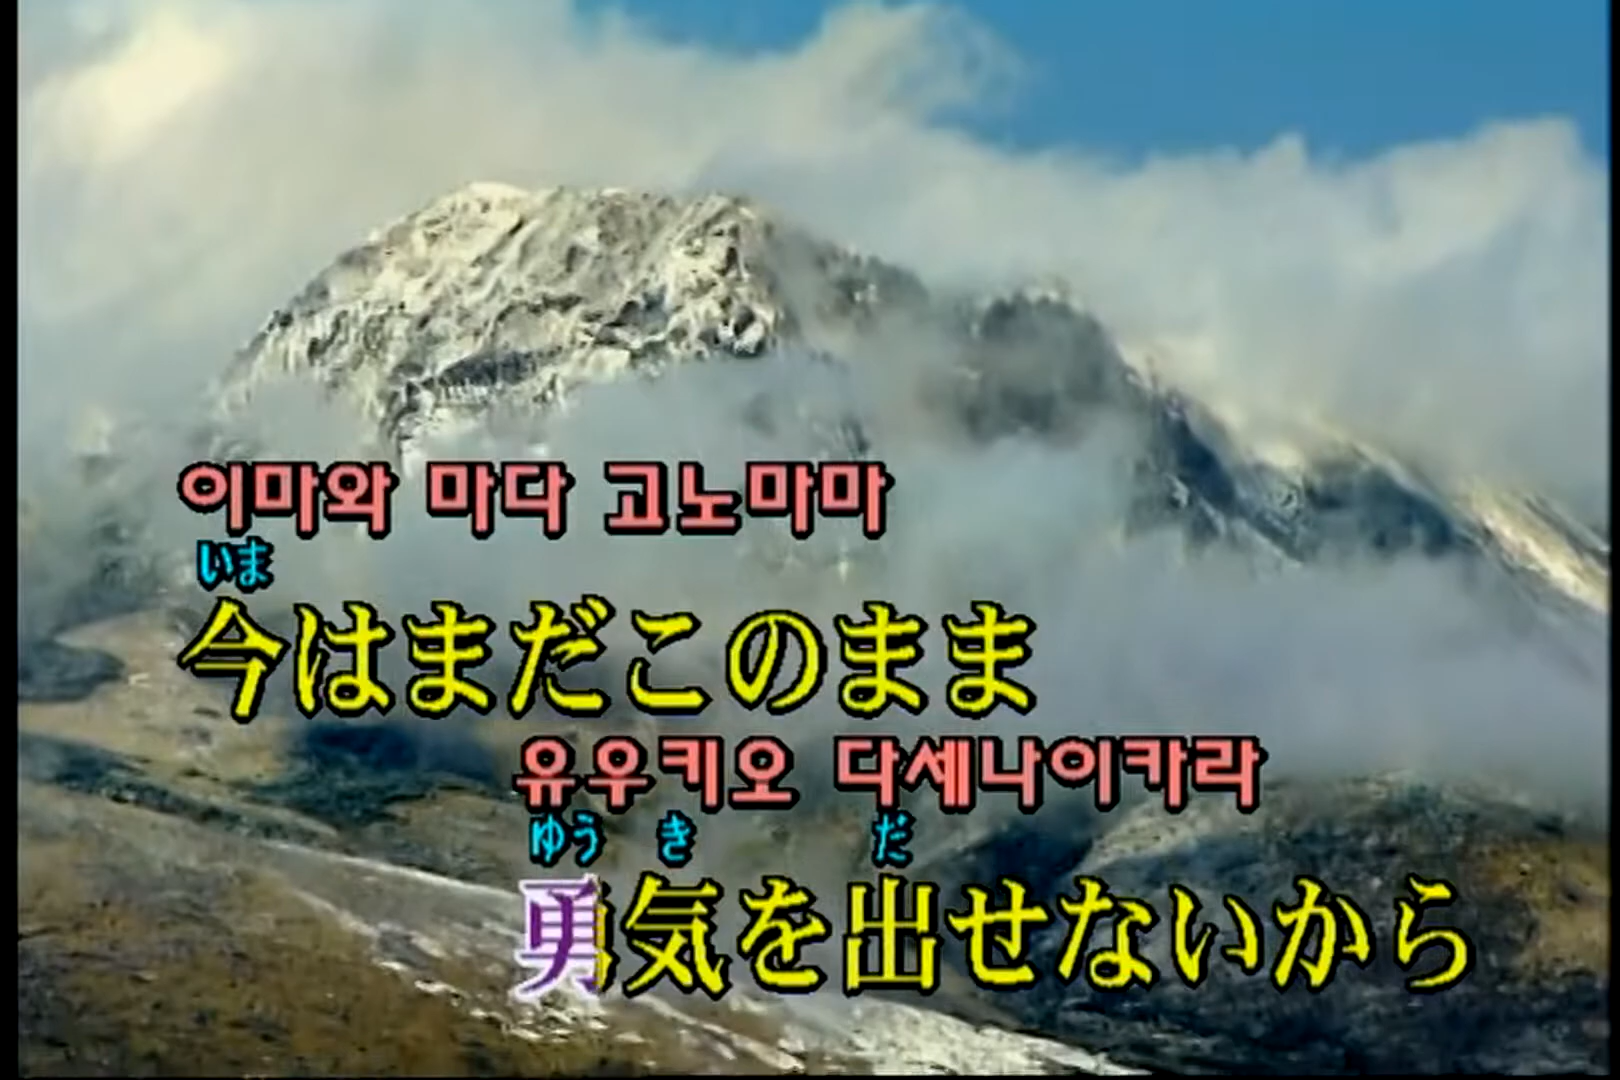 이마와 마다 고노마마
いま
今はまだこのまま
유우키오 다세나이카라
ゆう き だ
勇気を出せないから